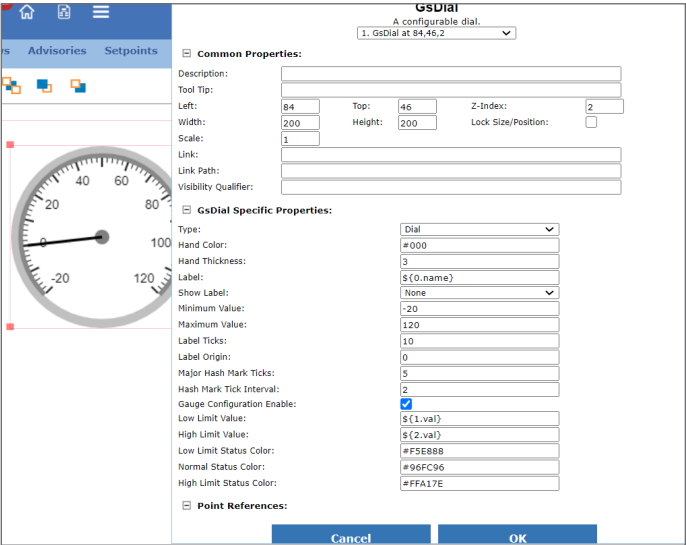 GsDial
A configurable dial.
1. GsDial at 84,46,2
Advisories Setpoints
Common Properties:
Description:
Tool Tip:
Left: 84 Top: 46 Z-Index: 2
Width: 200 Height: 200 Lock Size/Position:
Scale: 1
Link:
Link Path:
Visibility Qualifier:
GsDial Specific Properties:
Type: Dial
Hand Color: #000
Hand Thickness: 3
Label: ${0.name}
Show Label: None
Minimum Value: -20
Maximum Value: 120
Label Ticks: 10
Label Origin: 0
Major Hash Mark Ticks: 5
Hash Mark Tick Interval: 2
Gauge Configuration Enable:
Low Limit Value: ${1.val}
High Limit Value: ${2.val}
Low Limit Status Color: #F5E888
Normal Status Color: #96FC96
High Limit Status Color: #FFA17E
Point References:
Cancel OK
40 60
20 80
0 100
-20 120